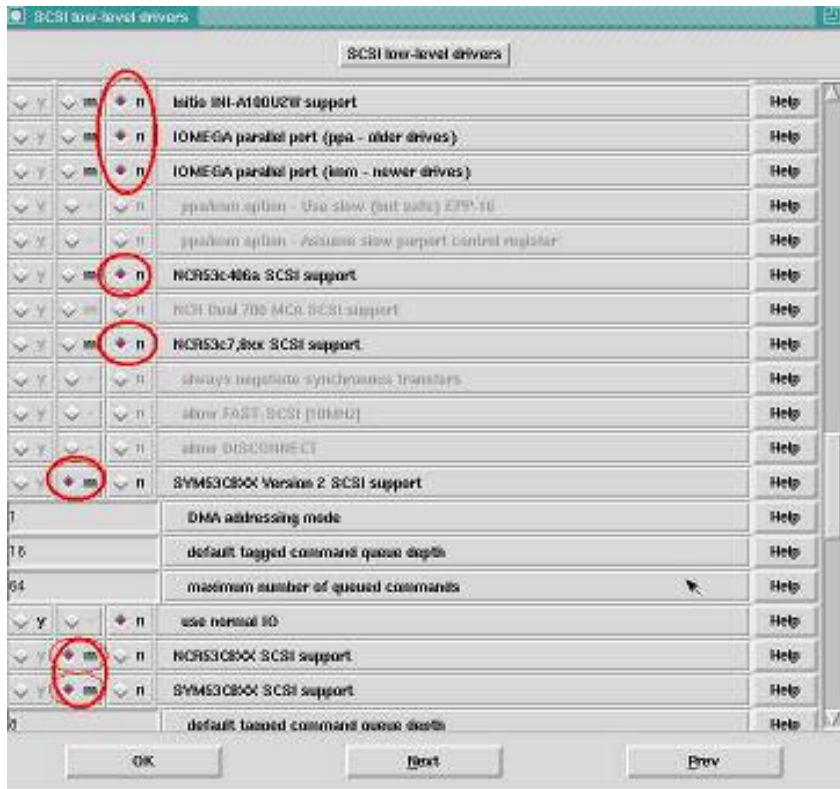 SCSI low-level drivers
SCSI low-level drivers
y m n Initio INI-A100U2W support Help
y m n IOMEGA parallel port (ppa - older drives) Help
y m n IOMEGA parallel port (imm - newer drives) Help
y - n ppa/imm option - Use slow (but safe) EPP-16 Help
y - n ppa/imm option - Assume slow parport control register Help
y m n NCR53c406a SCSI support Help
y m n NCR Dual 700 MCA SCSI support Help
y m n NCR53c7,8xx SCSI support Help
y - n always negotiate synchronous transfers Help
y - n allow FAST-SCSI [10MHz] Help
y - n allow DISCONNECT Help
y m n SYM53C8XX Version 2 SCSI support Help
1 DMA addressing mode Help
16 default tagged command queue depth Help
64 maximum number of queued commands Help
y - n use normal IO Help
y m n NCR53C8XX SCSI support Help
y m n SYM53C8XX SCSI support Help
default tagged command queue depth Help
OK Next Prev